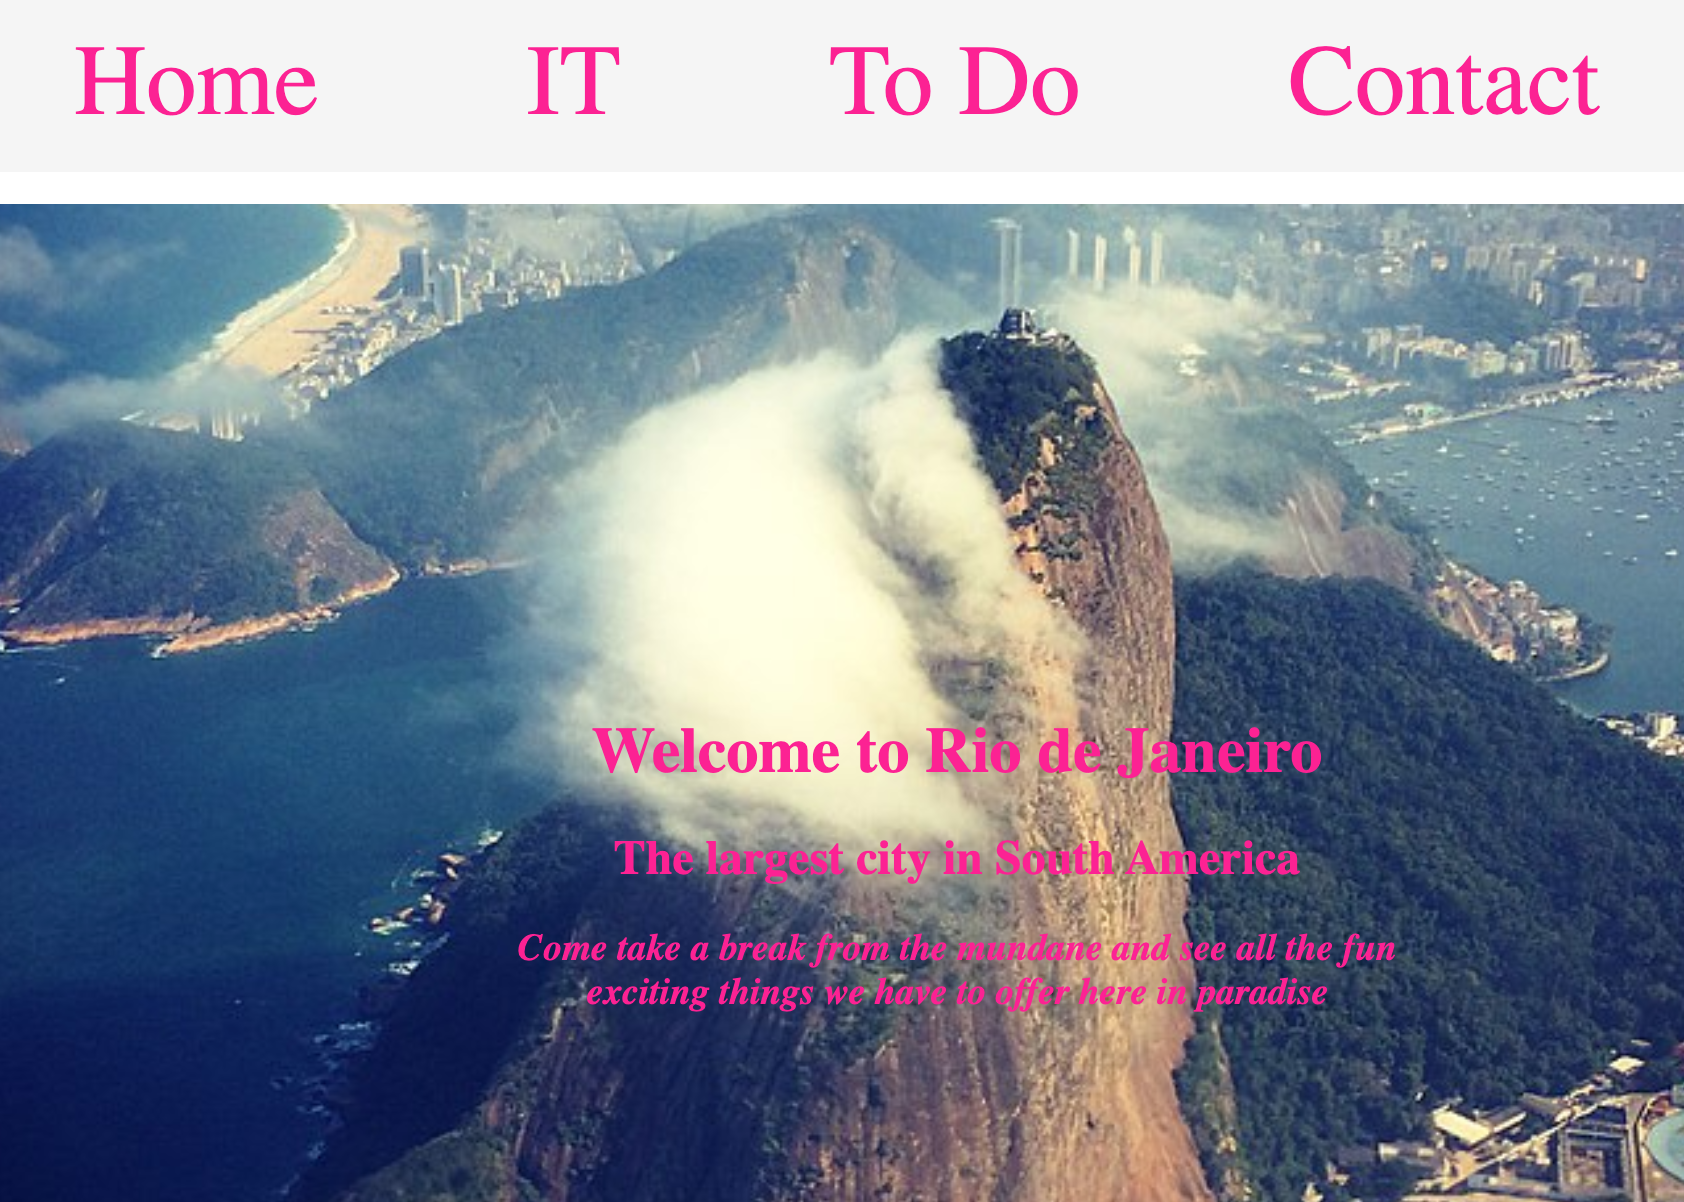 Home IT To Do Contact
Welcome to Rio de Janeiro
The largest city in South America
Come take a break from the mundane and see all the fun
exciting things we have to offer here in paradise